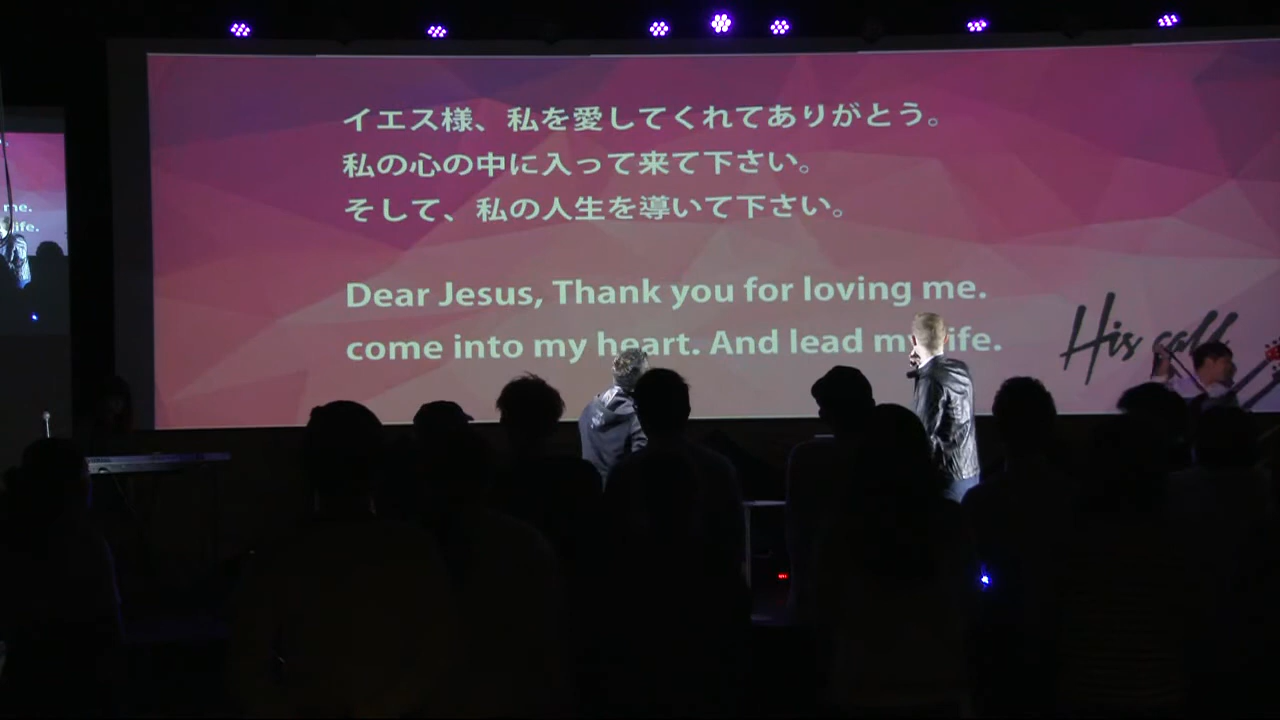 イエス様、私を愛してくれてありがとう。
私の心の中に入って来て下さい。
そして、私の人生を導いて下さい。
Dear Jesus, Thank you for loving me.
come into my heart. And lead my life.
His call
me.
life.